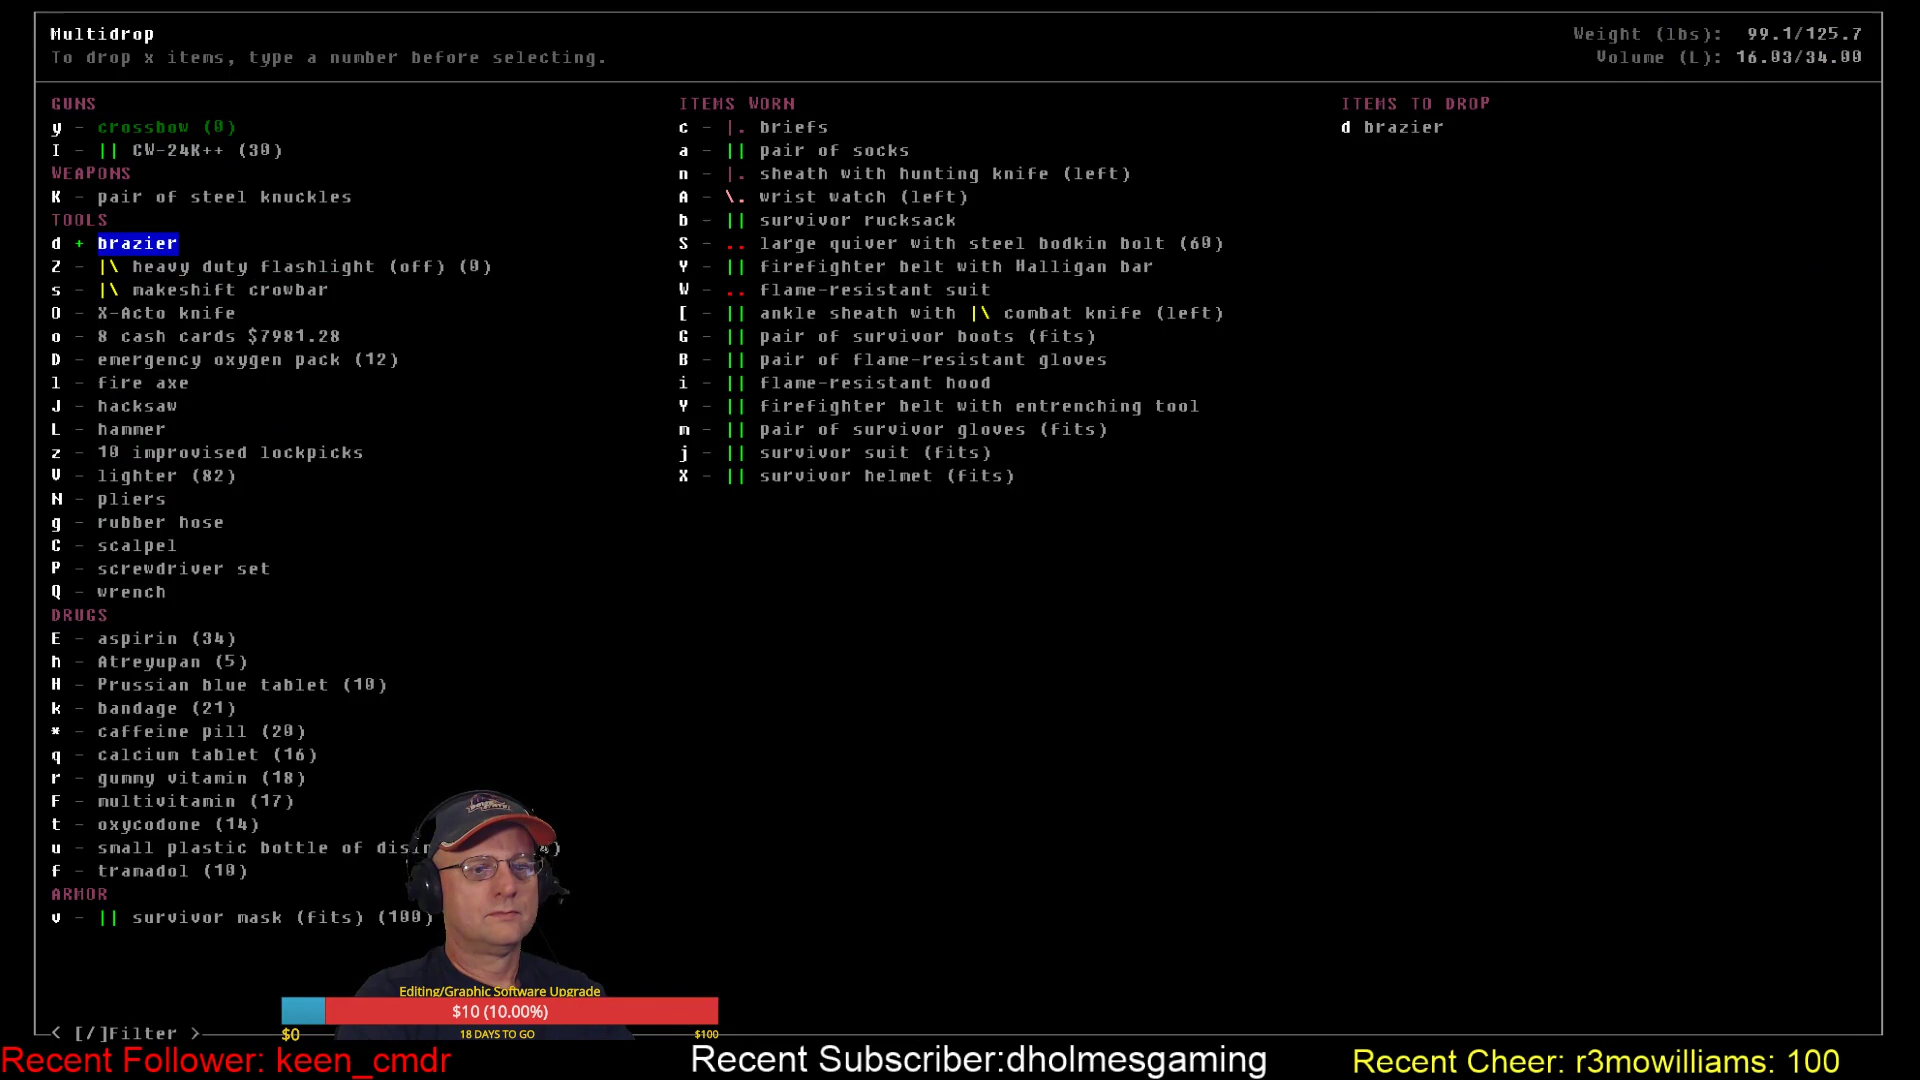 Multidrop
To drop x items, type a number before selecting.
Weight (lbs): 99.1/125.7
Volume (L): 16.03/34.00
GUNS
y - crossbow (0)
I - || CW-24K++ (30)
WEAPONS
K - pair of steel knuckles
TOOLS
d + brazier
Z - |\ heavy duty flashlight (off) (0)
s - |\ makeshift crowbar
O - X-Acto knife
o - 8 cash cards $7981.28
D - emergency oxygen pack (12)
l - fire axe
J - hacksaw
L - hammer
z - 10 improvised lockpicks
V - lighter (82)
N - pliers
g - rubber hose
C - scalpel
P - screwdriver set
Q - wrench
DRUGS
E - aspirin (34)
h - Atreyupan (5)
H - Prussian blue tablet (10)
k - bandage (21)
* - caffeine pill (20)
q - calcium tablet (16)
r - gummy vitamin (18)
F - multivitamin (17)
t - oxycodone (14)
u - small plastic bottle of
f - tramadol (10)
ARMOR
v - || survivor mask (fits) (100)
ITEMS WORN
c - |. briefs
a - || pair of socks
n - |. sheath with hunting knife (left)
A - \. wrist watch (left)
b - || survivor rucksack
S - .. large quiver with steel bodkin bolt (60)
Y - || firefighter belt with Halligan bar
W - .. flame-resistant suit
[ - || ankle sheath with |\ combat knife (left)
G - || pair of survivor boots (fits)
B - || pair of flame-resistant gloves
i - || flame-resistant hood
Y - || firefighter belt with entrenching tool
m - || pair of survivor gloves (fits)
j - || survivor suit (fits)
X - || survivor helmet (fits)
ITEMS TO DROP
d brazier
< [/]Filter >
Editing/Graphic Software Upgrade
$10 (10.00%)
$0
18 DAYS TO GO
$100
Recent Follower: keen_cmdr
Recent Subscriber:dholmesgaming
Recent Cheer: r3mowilliams: 100